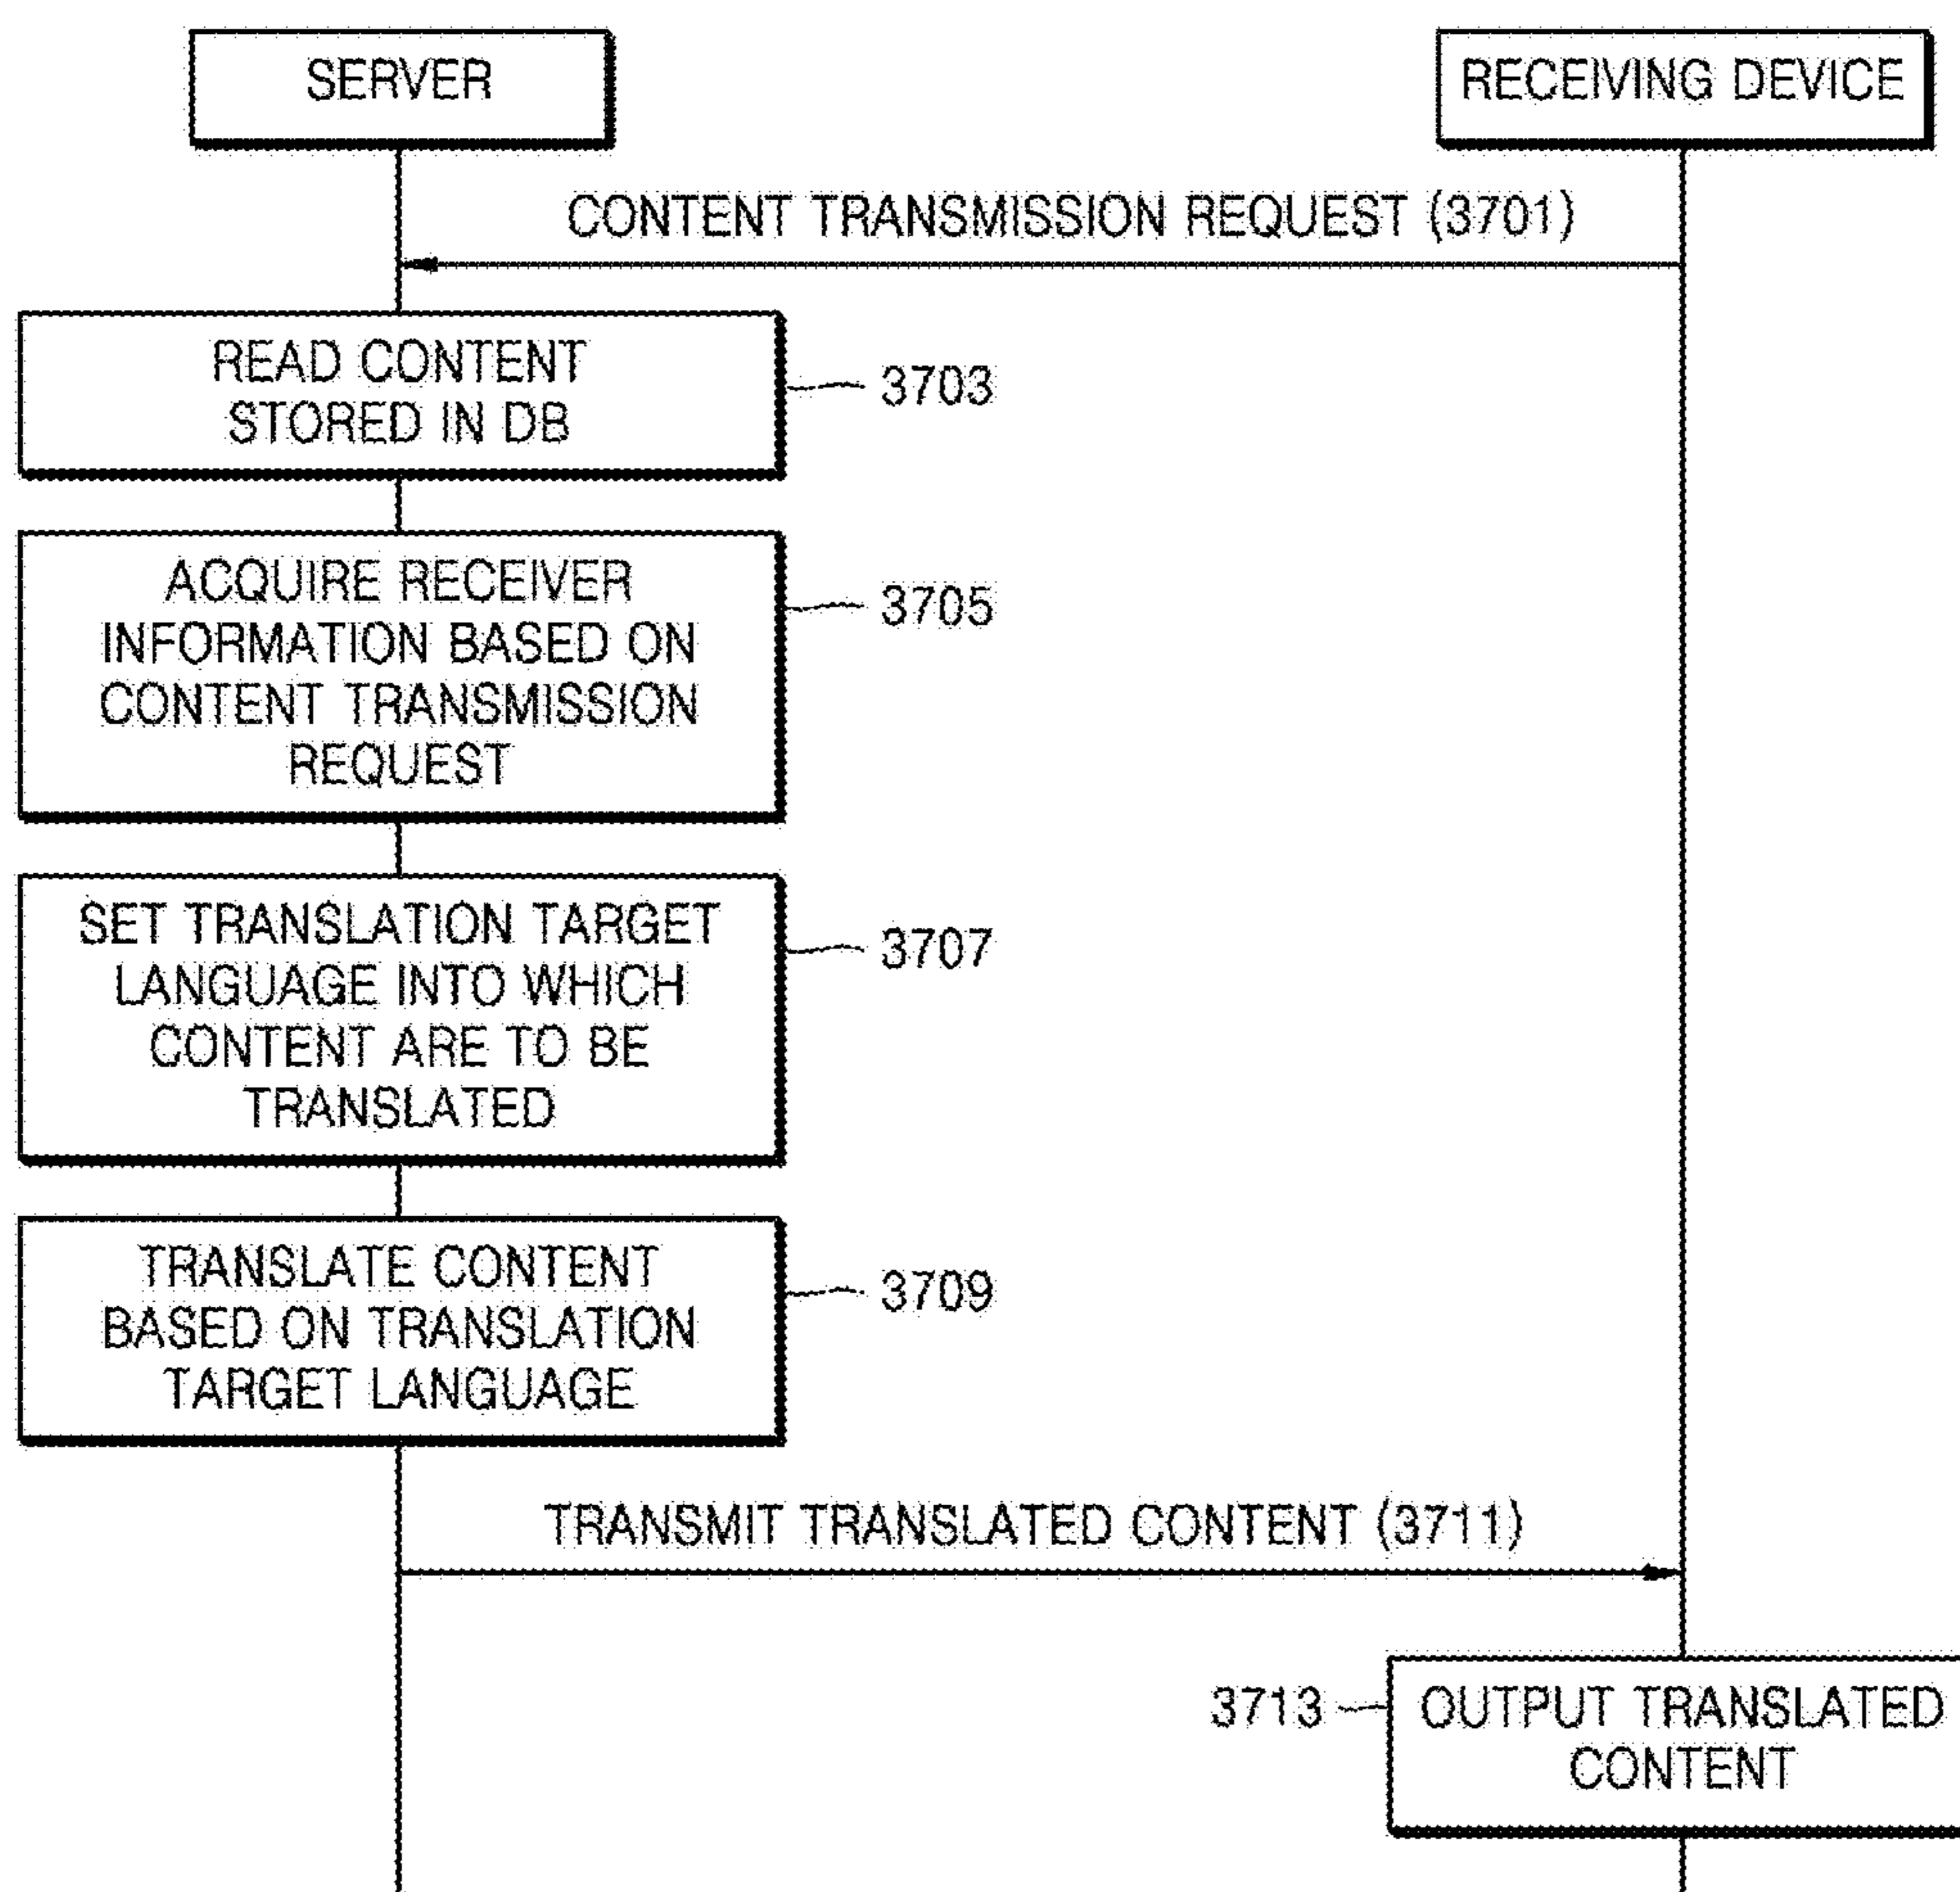 SERVER
RECEIVING DEVICE
CONTENT TRANSMISSION REQUEST (3701)
READ CONTENT
STORED IN DB
3703
ACQUIRE RECEIVER
INFORMATION BASED ON
CONTENT TRANSMISSION
REQUEST
3705
SET TRANSLATION TARGET
LANGUAGE INTO WHICH
CONTENT ARE TO BE
TRANSLATED
3707
TRANSLATE CONTENT
BASED ON TRANSLATION
TARGET LANGUAGE
3709
TRANSMIT TRANSLATED CONTENT (3711)
3713
OUTPUT TRANSLATED
CONTENT